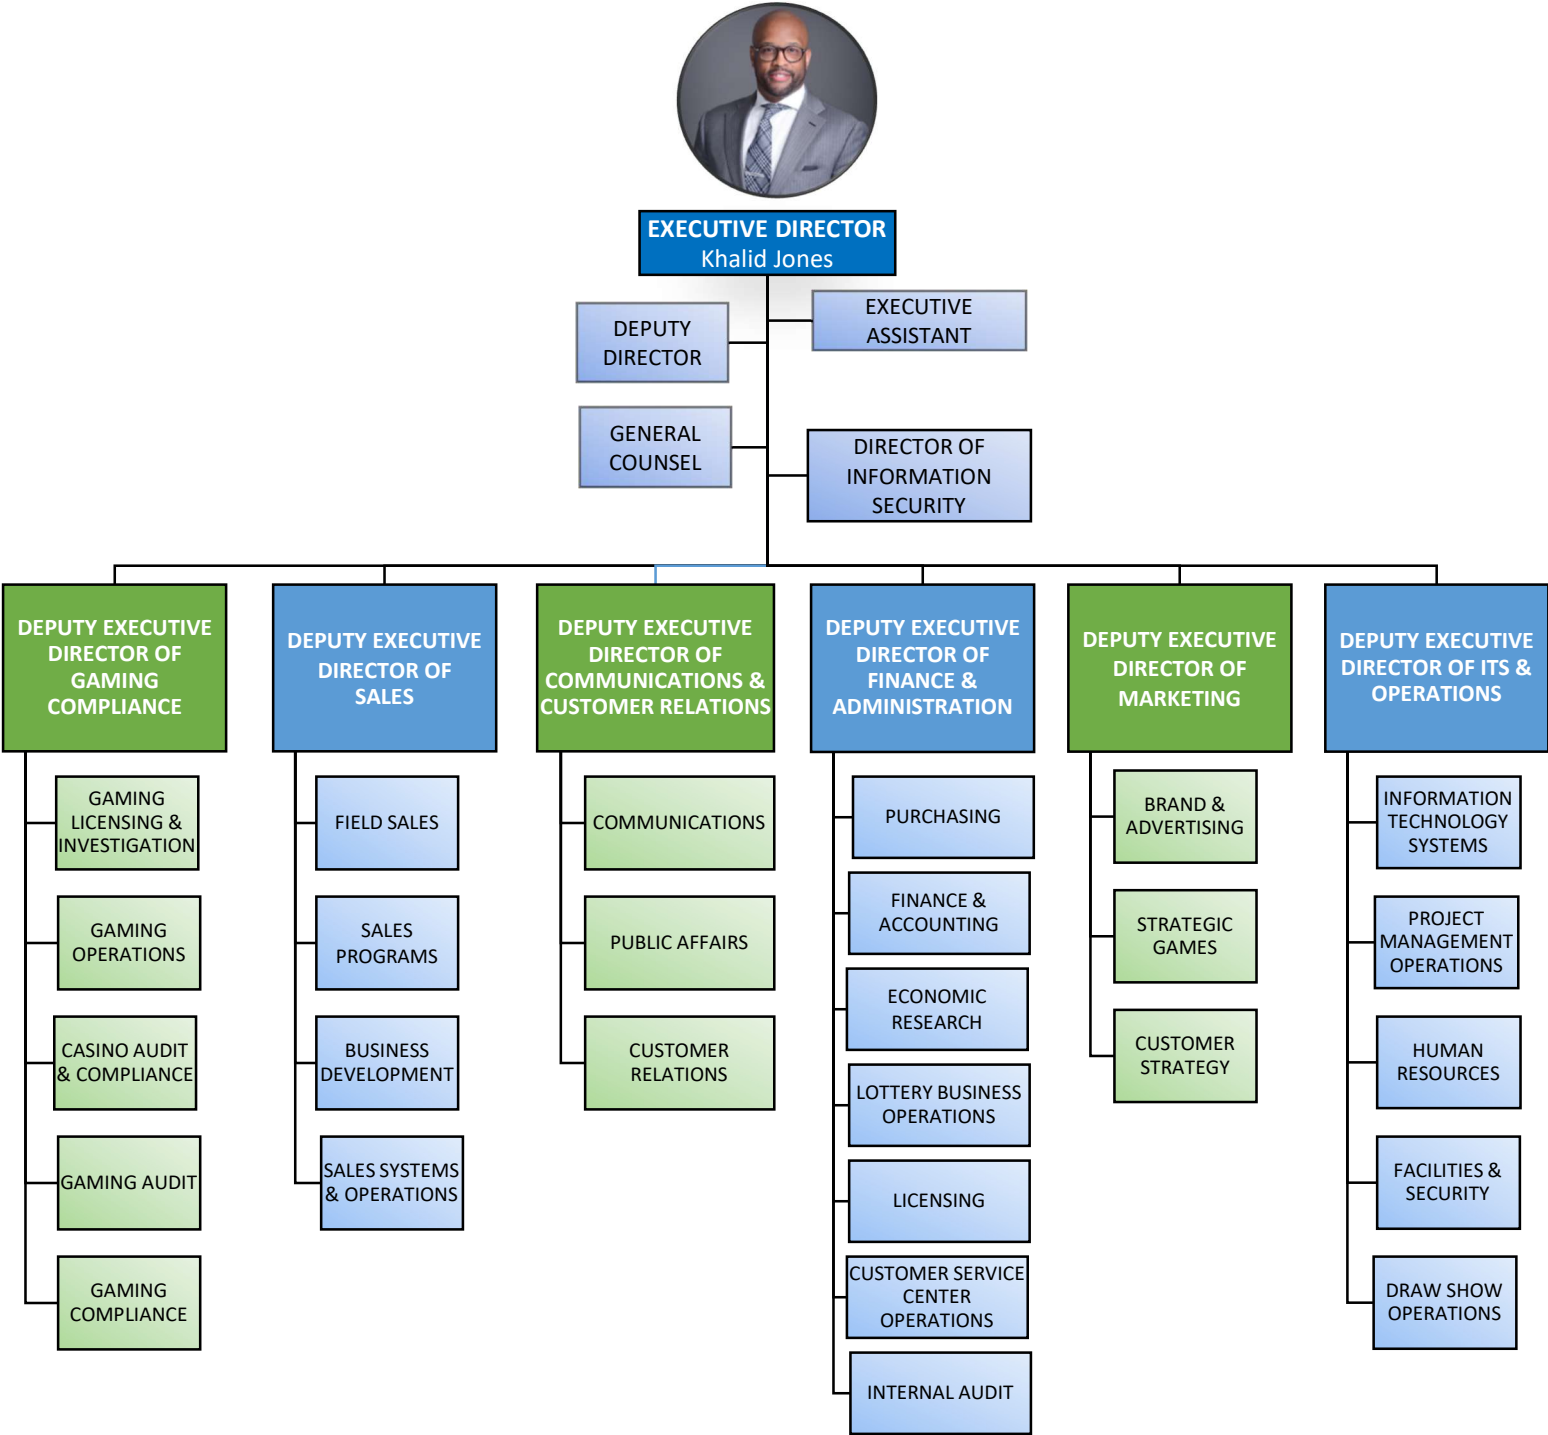 EXECUTIVE DIRECTOR
Khalid Jones
EXECUTIVE
ASSISTANT
DEPUTY
DIRECTOR
GENERAL
COUNSEL
DIRECTOR OF
INFORMATION
SECURITY
DEPUTY EXECUTIVE
DIRECTOR OF
GAMING
COMPLIANCE
GAMING
LICENSING &
INVESTIGATION
GAMING
OPERATIONS
CASINO AUDIT
& COMPLIANCE
GAMING AUDIT
GAMING
COMPLIANCE
DEPUTY EXECUTIVE
DIRECTOR OF
SALES
FIELD SALES
SALES
PROGRAMS
BUSINESS
DEVELOPMENT
SALES SYSTEMS
& OPERATIONS
DEPUTY EXECUTIVE
DIRECTOR OF
COMMUNICATIONS &
CUSTOMER RELATIONS
COMMUNICATIONS
PUBLIC AFFAIRS
CUSTOMER
RELATIONS
DEPUTY EXECUTIVE
DIRECTOR OF
FINANCE &
ADMINISTRATION
PURCHASING
FINANCE &
ACCOUNTING
ECONOMIC
RESEARCH
LOTTERY BUSINESS
OPERATIONS
LICENSING
CUSTOMER SERVICE
CENTER
OPERATIONS
INTERNAL AUDIT
DEPUTY EXECUTIVE
DIRECTOR OF
MARKETING
BRAND &
ADVERTISING
STRATEGIC
GAMES
CUSTOMER
STRATEGY
DEPUTY EXECUTIVE
DIRECTOR OF ITS &
OPERATIONS
INFORMATION
TECHNOLOGY
SYSTEMS
PROJECT
MANAGEMENT
OPERATIONS
HUMAN
RESOURCES
FACILITIES &
SECURITY
DRAW SHOW
OPERATIONS